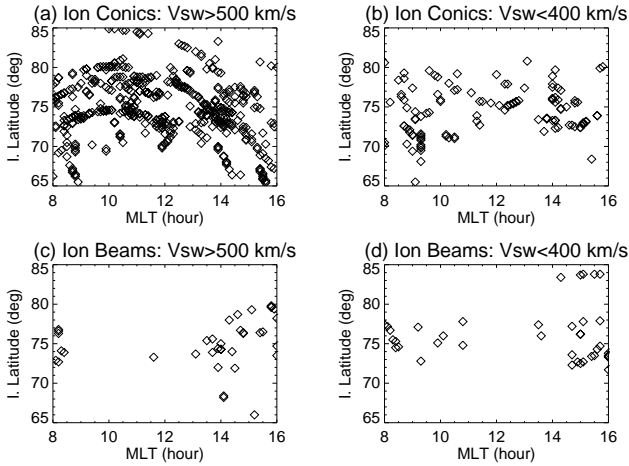 (a) Ion Conics: Vsw>500 km/s
(b) Ion Conics: Vsw<400 km/s
I. Latitude (deg)
85
80
75
70
65
8 10 12 14 16
MLT (hour)
I. Latitude (deg)
85
80
75
70
65
8 10 12 14 16
MLT (hour)
(c) Ion Beams: Vsw>500 km/s
(d) Ion Beams: Vsw<400 km/s
I. Latitude (deg)
85
80
75
70
65
8 10 12 14 16
MLT (hour)
I. Latitude (deg)
85
80
75
70
65
8 10 12 14 16
MLT (hour)